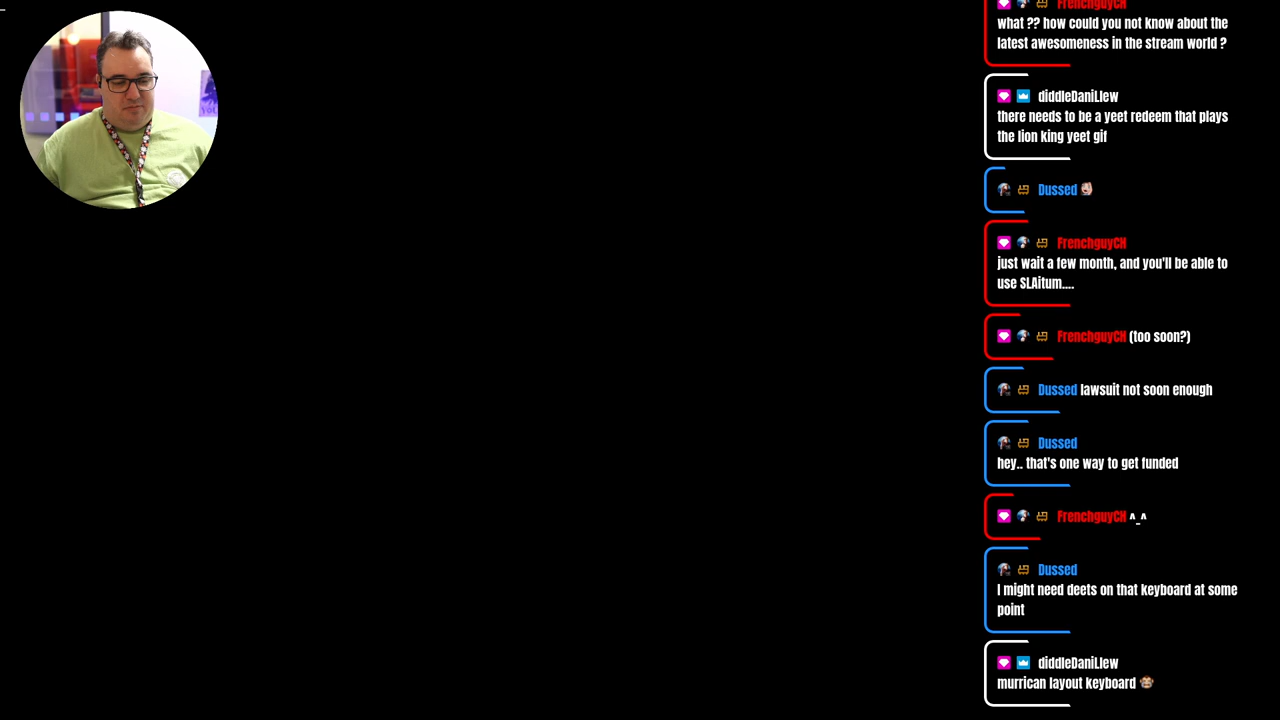 FrenchguyCH
what ?? how could you not know about the
latest awesomeness in the stream world ?
diddleDaniLlew
there needs to be a yeet redeem that plays
the lion king yeet gif
Dussed
FrenchguyCH
just wait a few month, and you'll be able to
use SLAitum....
FrenchguyCH (too soon?)
Dussed lawsuit not soon enough
Dussed
hey.. that's one way to get funded
FrenchguyCH ^_^
Dussed
I might need deets on that keyboard at some
point
diddleDaniLlew
murrican layout keyboard